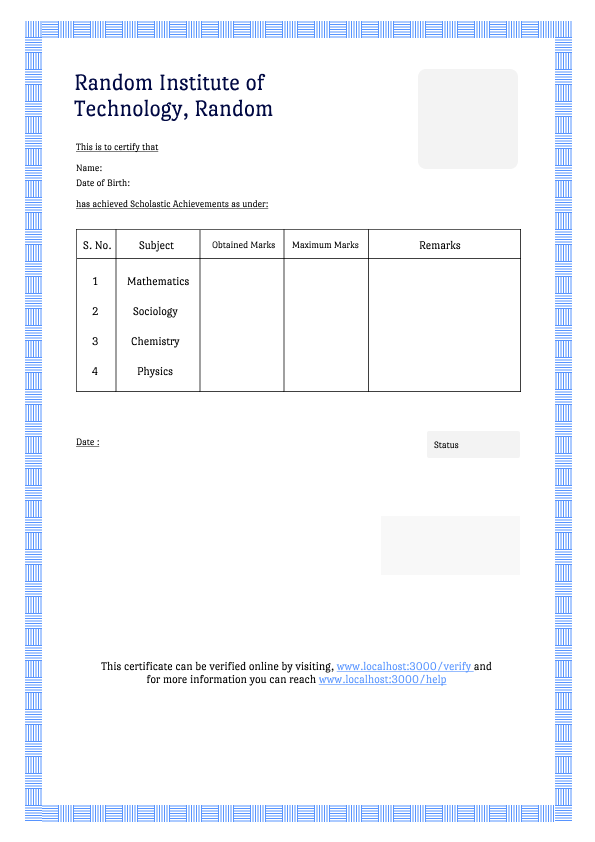 Random Institute of
Technology, Random
This is to certify that
Name:
Date of Birth:
has achieved Scholastic Achievements as under:
S. No. Subject Obtained Marks Maximum Marks Remarks
1 Mathematics
2 Sociology
3 Chemistry
4 Physics
Date :
Status
This certificate can be verified online by visiting, www.localhost:3000/verify and
for more information you can reach www.localhost:3000/help